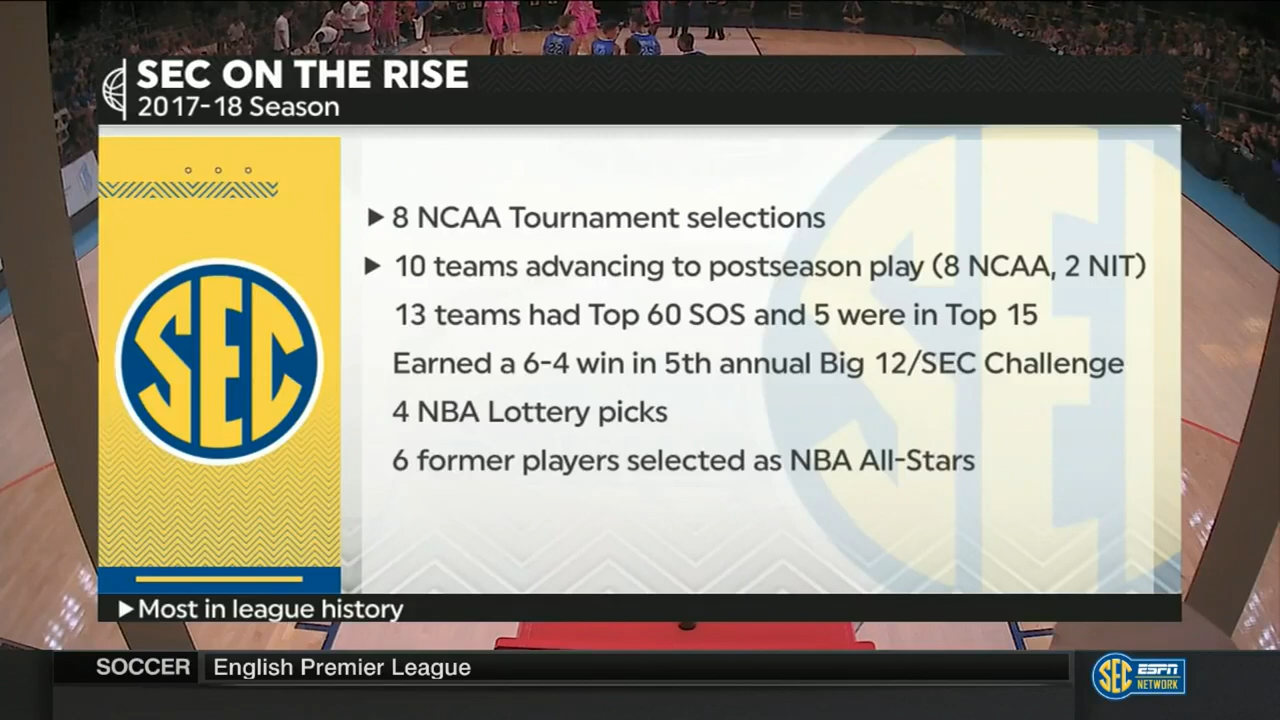 SEC ON THE RISE
2017-18 Season
SEC
▶ 8 NCAA Tournament selections
▶ 10 teams advancing to postseason play (8 NCAA, 2 NIT)
13 teams had Top 60 SOS and 5 were in Top 15
Earned a 6-4 win in 5th annual Big 12/SEC Challenge
4 NBA Lottery picks
6 former players selected as NBA All-Stars
▶ Most in league history
SOCCER English Premier League
SEC ESPN NETWORK